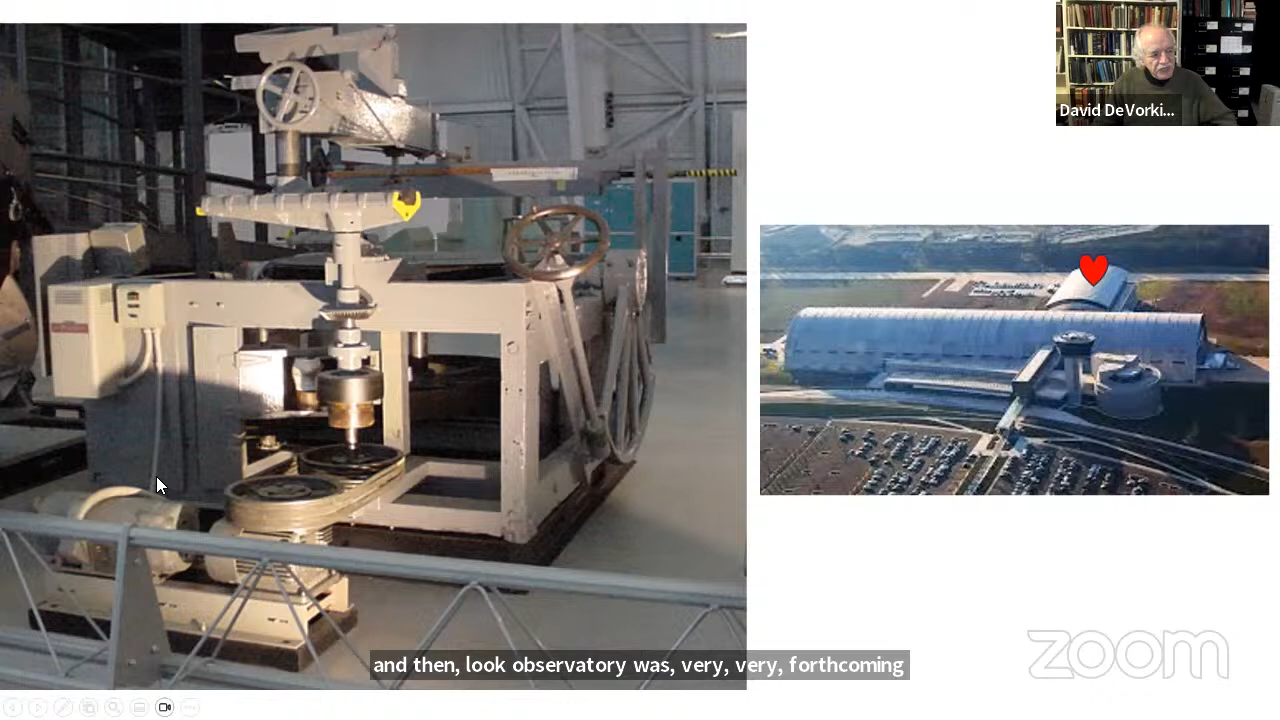 David DeVorki...
and then, look observatory was, very, very, forthcoming
zoom